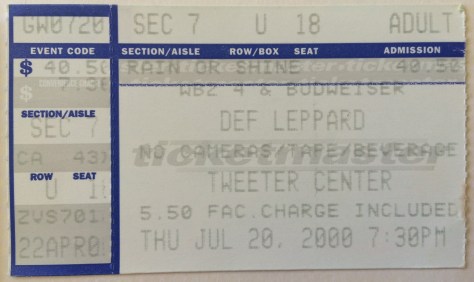 GW0720 SEC 7 U 18 ADULT
EVENT CODE SECTION/AISLE ROW/BOX SEAT ADMISSION
$ 40.50 RAIN OR SHINE 40.50
7:30 WBZ 4 & BUDWEISER
SECTION/AISLE DEF LEPPARD
SEC 7 NO CAMERAS/TAPE/BEVERAGE
CA
ticketmaster
ROW SEAT TWEETER CENTER
U 18
ZVS701 5.50 FAC.CHARGE INCLUDED
22APR0 THU JUL 20, 2000 7:30PM